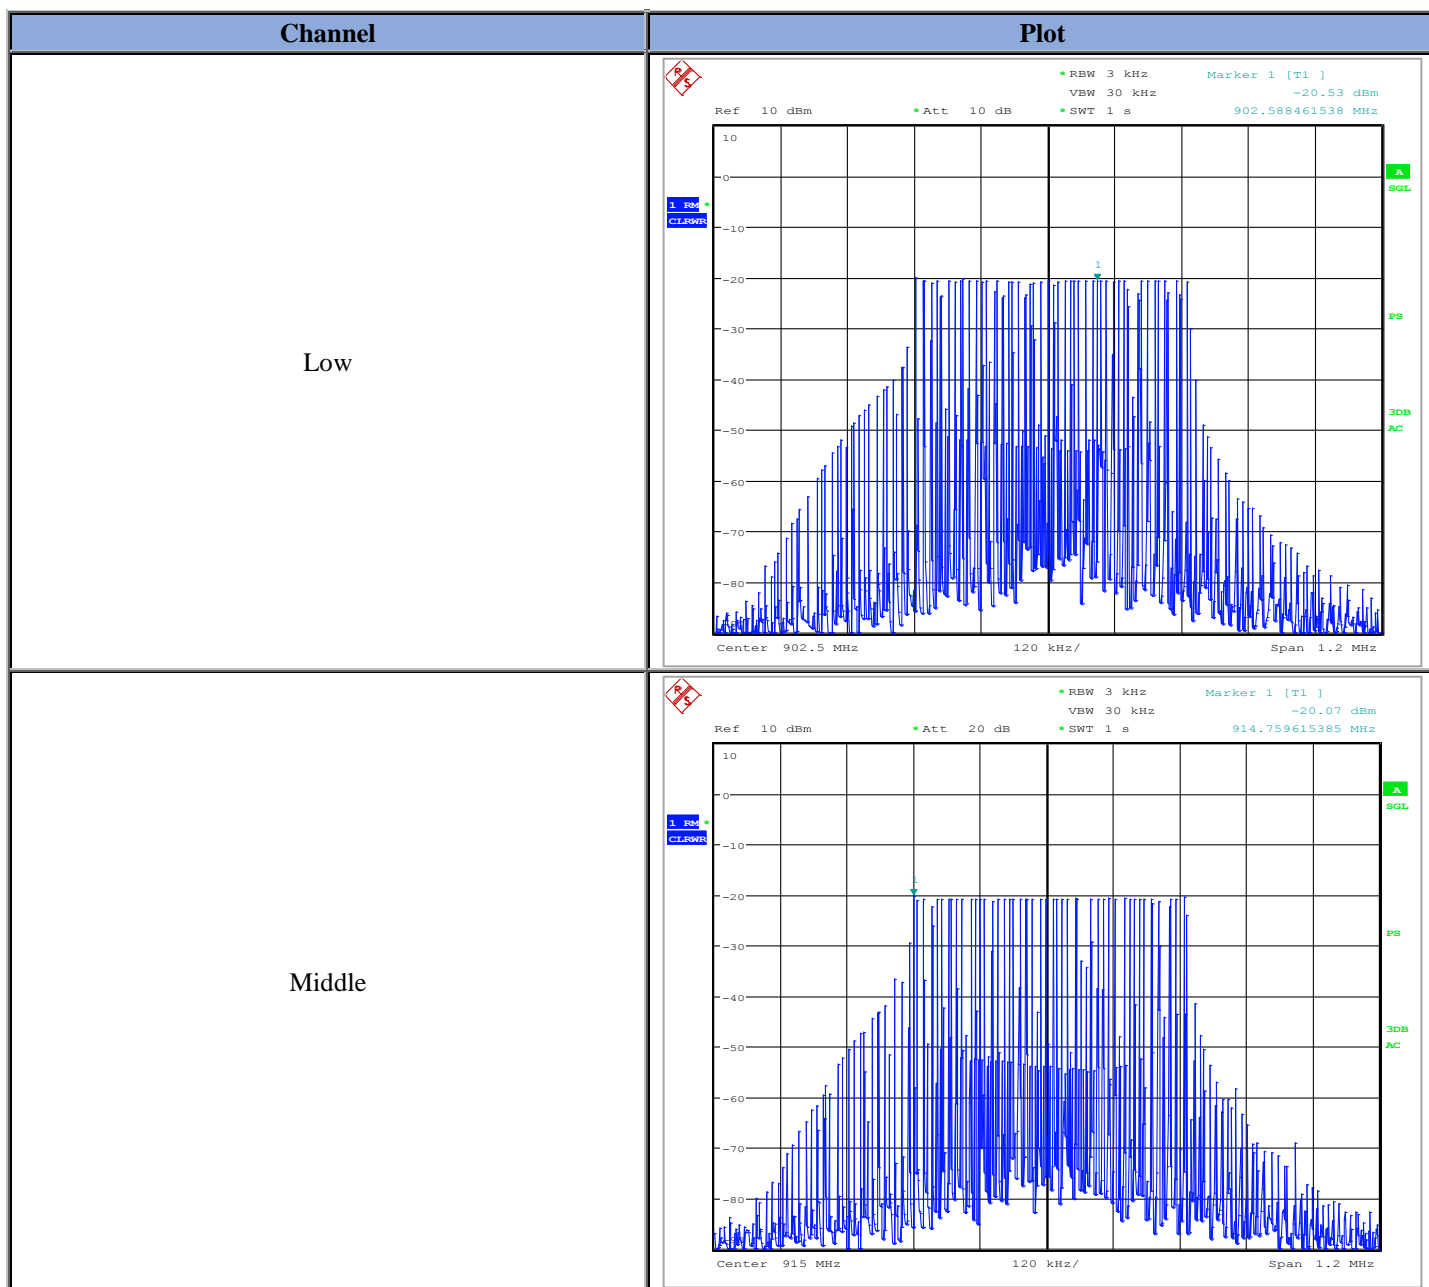 Channel Plot
Low
R S
* RBW 3 kHz Marker 1 [T1 ]
VBW 30 kHz -20.53 dBm
Ref 10 dBm * Att 10 dB * SWT 1 s 902.588461538 MHz
10
A
0
SGL
1 RM *
CLRWR
-10
1
-20
PS
-30
-40
3DB
AC
-50
-60
-70
-80
Center 902.5 MHz 120 kHz/ Span 1.2 MHz
Middle
R S
* RBW 3 kHz Marker 1 [T1 ]
VBW 30 kHz -20.07 dBm
Ref 10 dBm * Att 20 dB * SWT 1 s 914.759615385 MHz
10
A
0
SGL
1 RM *
CLRWR
-10
1
-20
PS
-30
-40
3DB
AC
-50
-60
-70
-80
Center 915 MHz 120 kHz/ Span 1.2 MHz